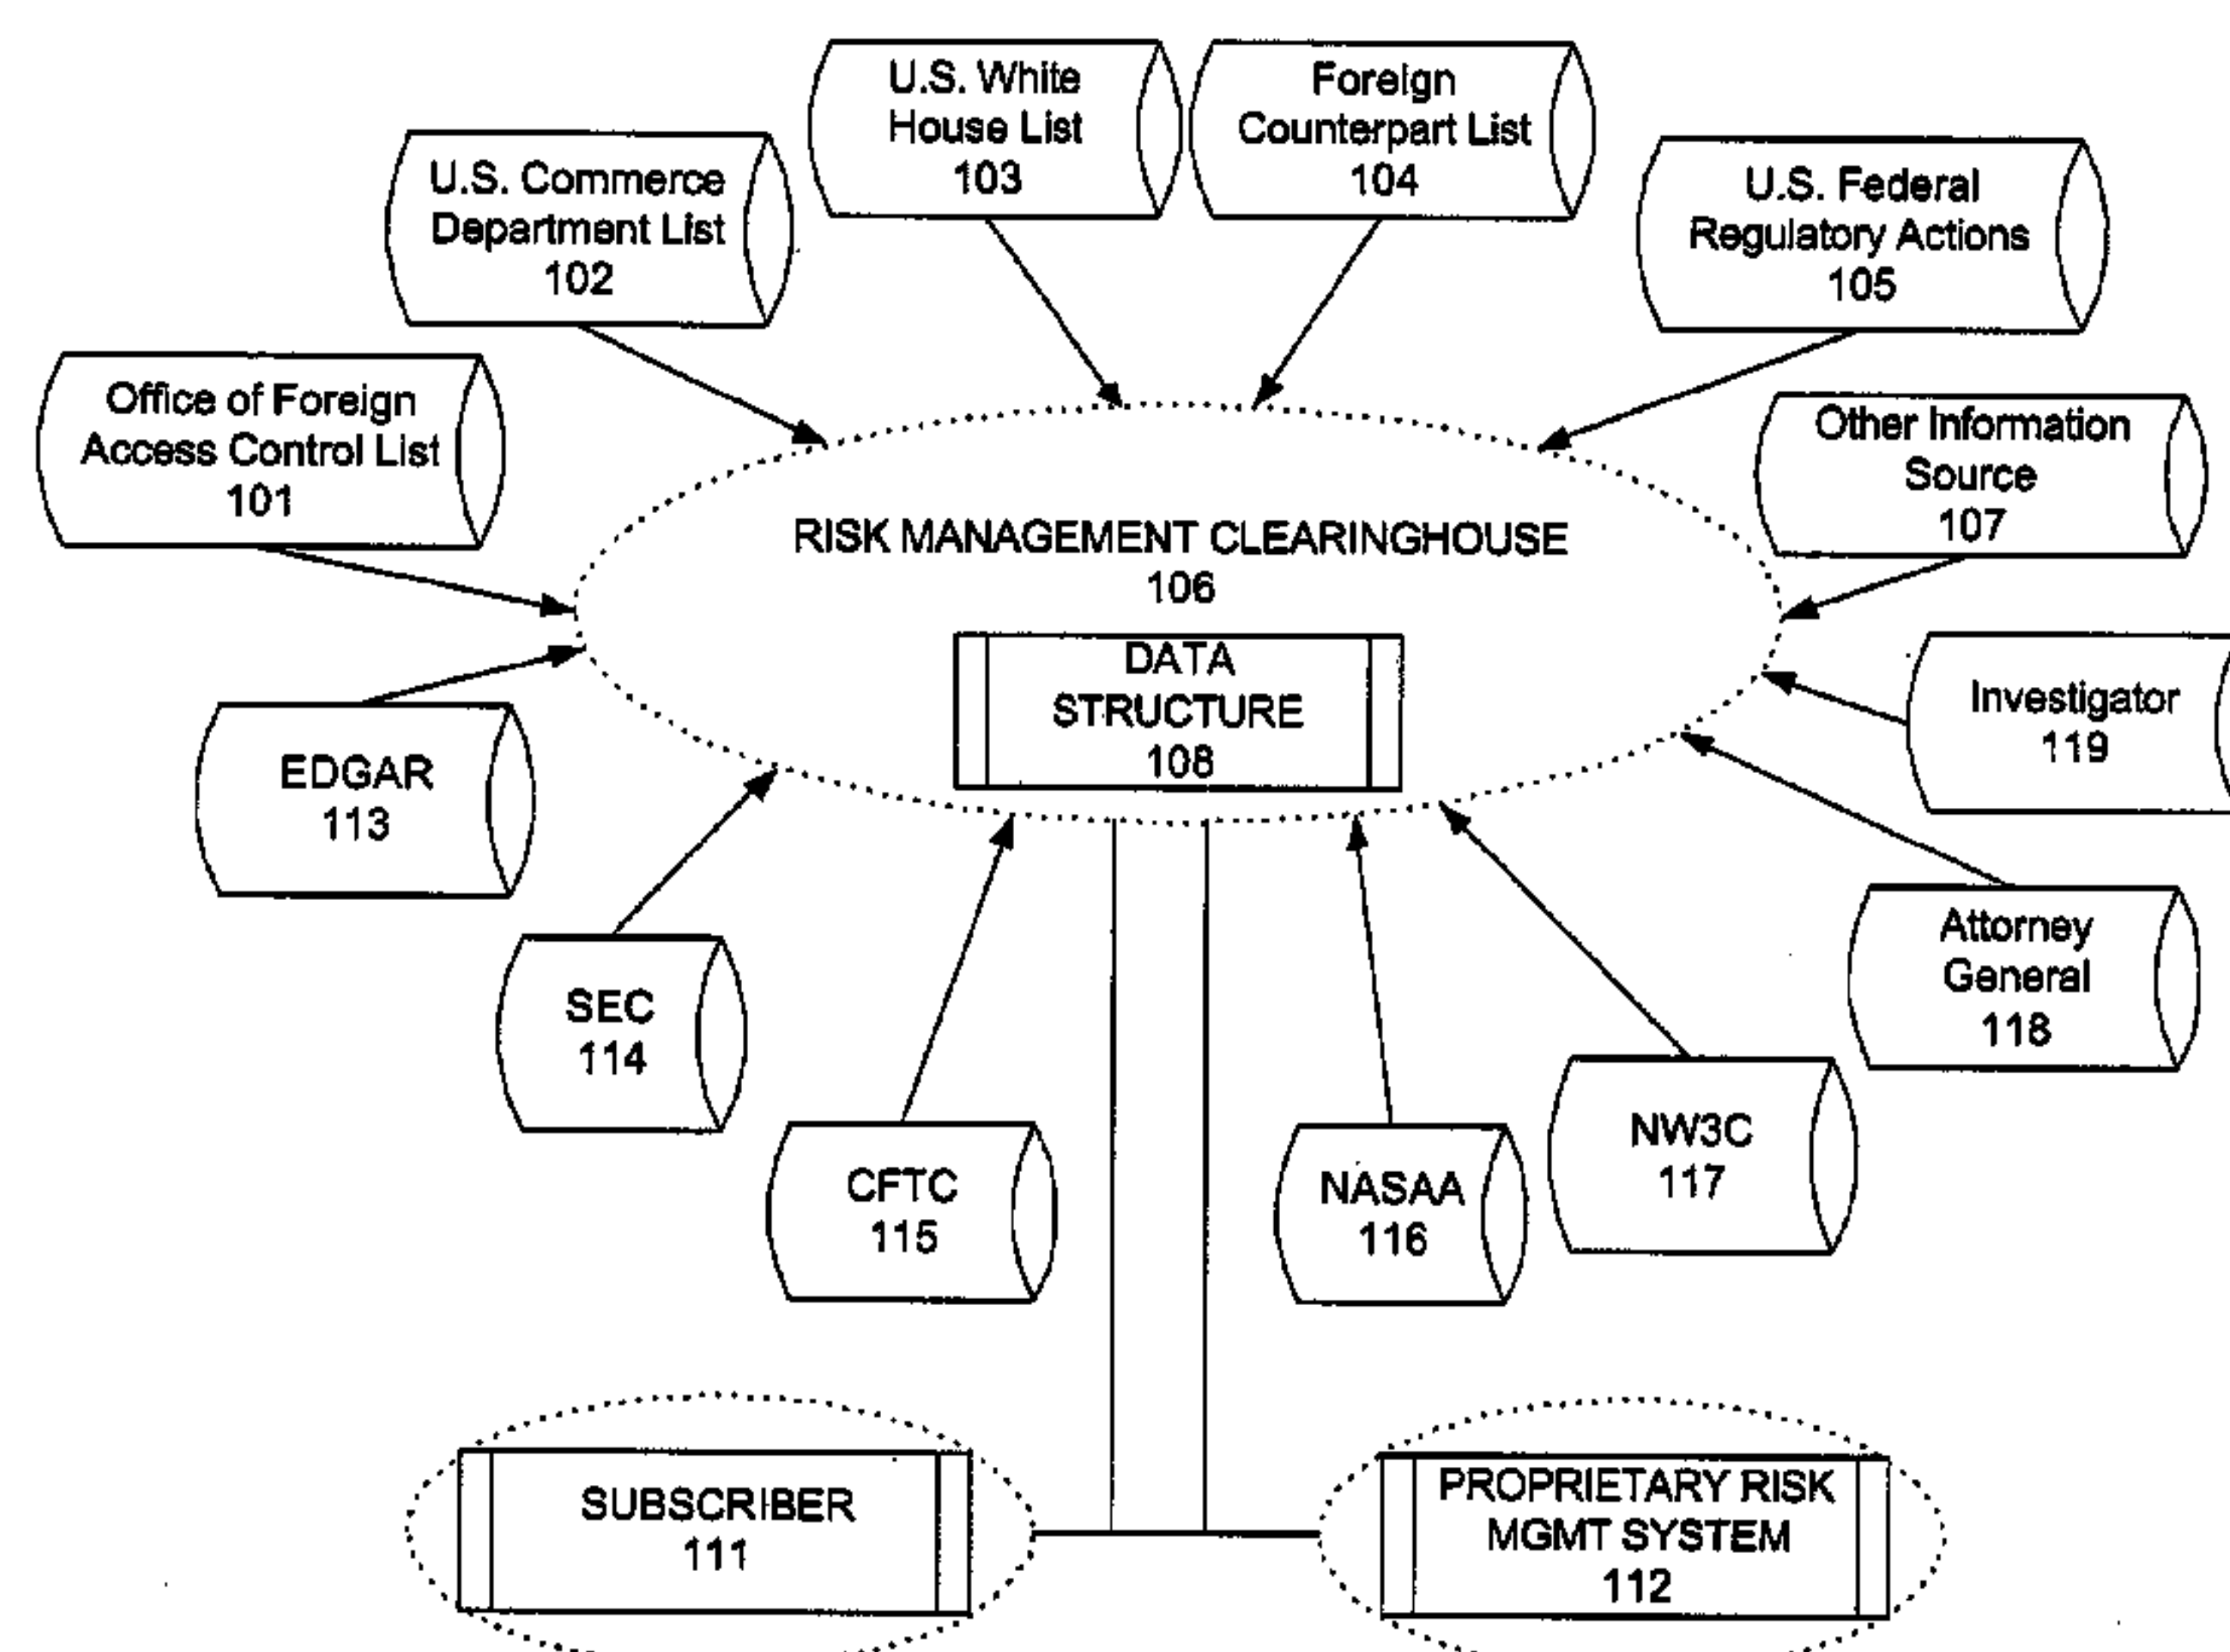 U.S. White
House List
103
Foreign
Counterpart List
104
U.S. Commerce
Department List
102
U.S. Federal
Regulatory Actions
105
Office of Foreign
Access Control List
101
Other Information
Source
107
RISK MANAGEMENT CLEARINGHOUSE
106
DATA
STRUCTURE
108
Investigator
119
EDGAR
113
Attorney
General
118
SEC
114
CFTC
115
NASAA
116
NW3C
117
SUBSCRIBER
111
PROPRIETARY RISK
MGMT SYSTEM
112